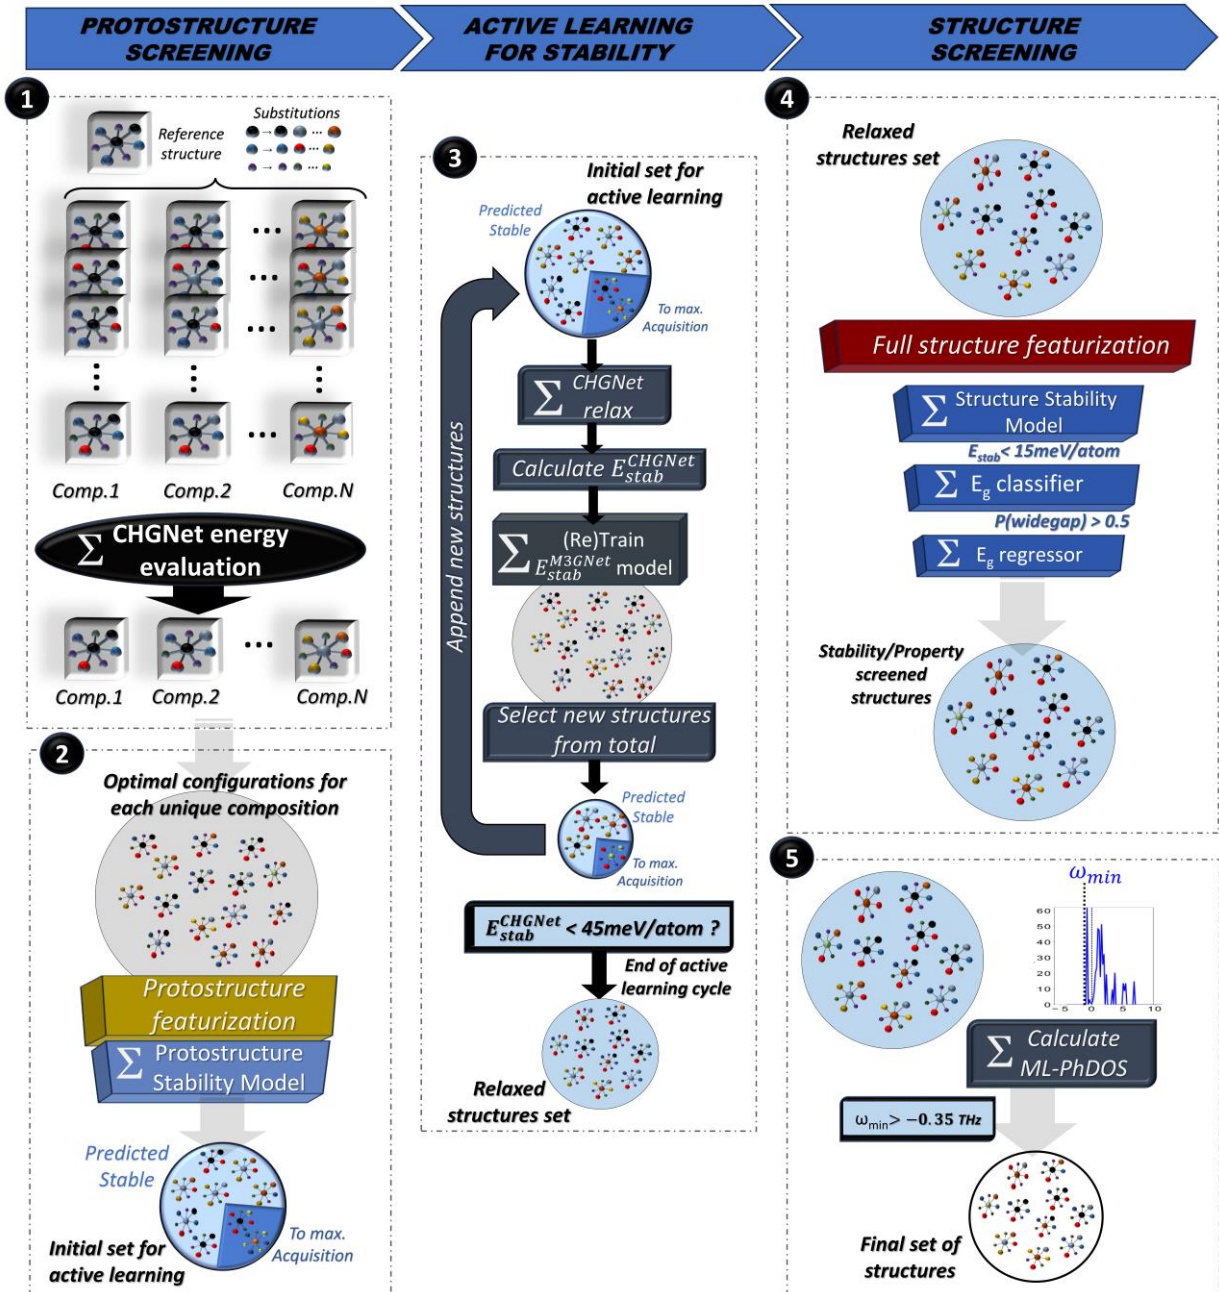 PROTOSTRUCTURE
SCREENING
ACTIVE LEARNING
FOR STABILITY
STRUCTURE
SCREENING
1
Reference
structure
Substitutions
→ ...
→ ...
→ ...
...
...
...
...
Comp.1 Comp.2 Comp.N
∑ CHGNet energy
evaluation
...
Comp.1 Comp.2 Comp.N
2
Optimal configurations for
each unique composition
Protostructure
featurization
∑ Protostructure
Stability Model
Predicted
Stable
To max.
Acquisition
Initial set for
active learning
3
Initial set for
active learning
Predicted
Stable
To max.
Acquisition
Append new structures
∑ CHGNet
relax
Calculate E_stab^CHGNet
∑ (Re)Train
E_stab^M3GNet model
Select new structures
from total
Predicted
Stable
To max.
Acquisition
E_stab^CHGNet < 45meV/atom ?
End of active
learning cycle
Relaxed
structures set
4
Relaxed
structures set
Full structure featurization
∑ Structure Stability
Model
E_stab < 15meV/atom
∑ E_g classifier
P(widegap) > 0.5
∑ E_g regressor
Stability/Property
screened
structures
5
ω_min
60
50
40
30
20
10
0
−5 0 5 10
∑ Calculate
ML-PhDOS
ω_min > −0.35 THz
Final set of
structures